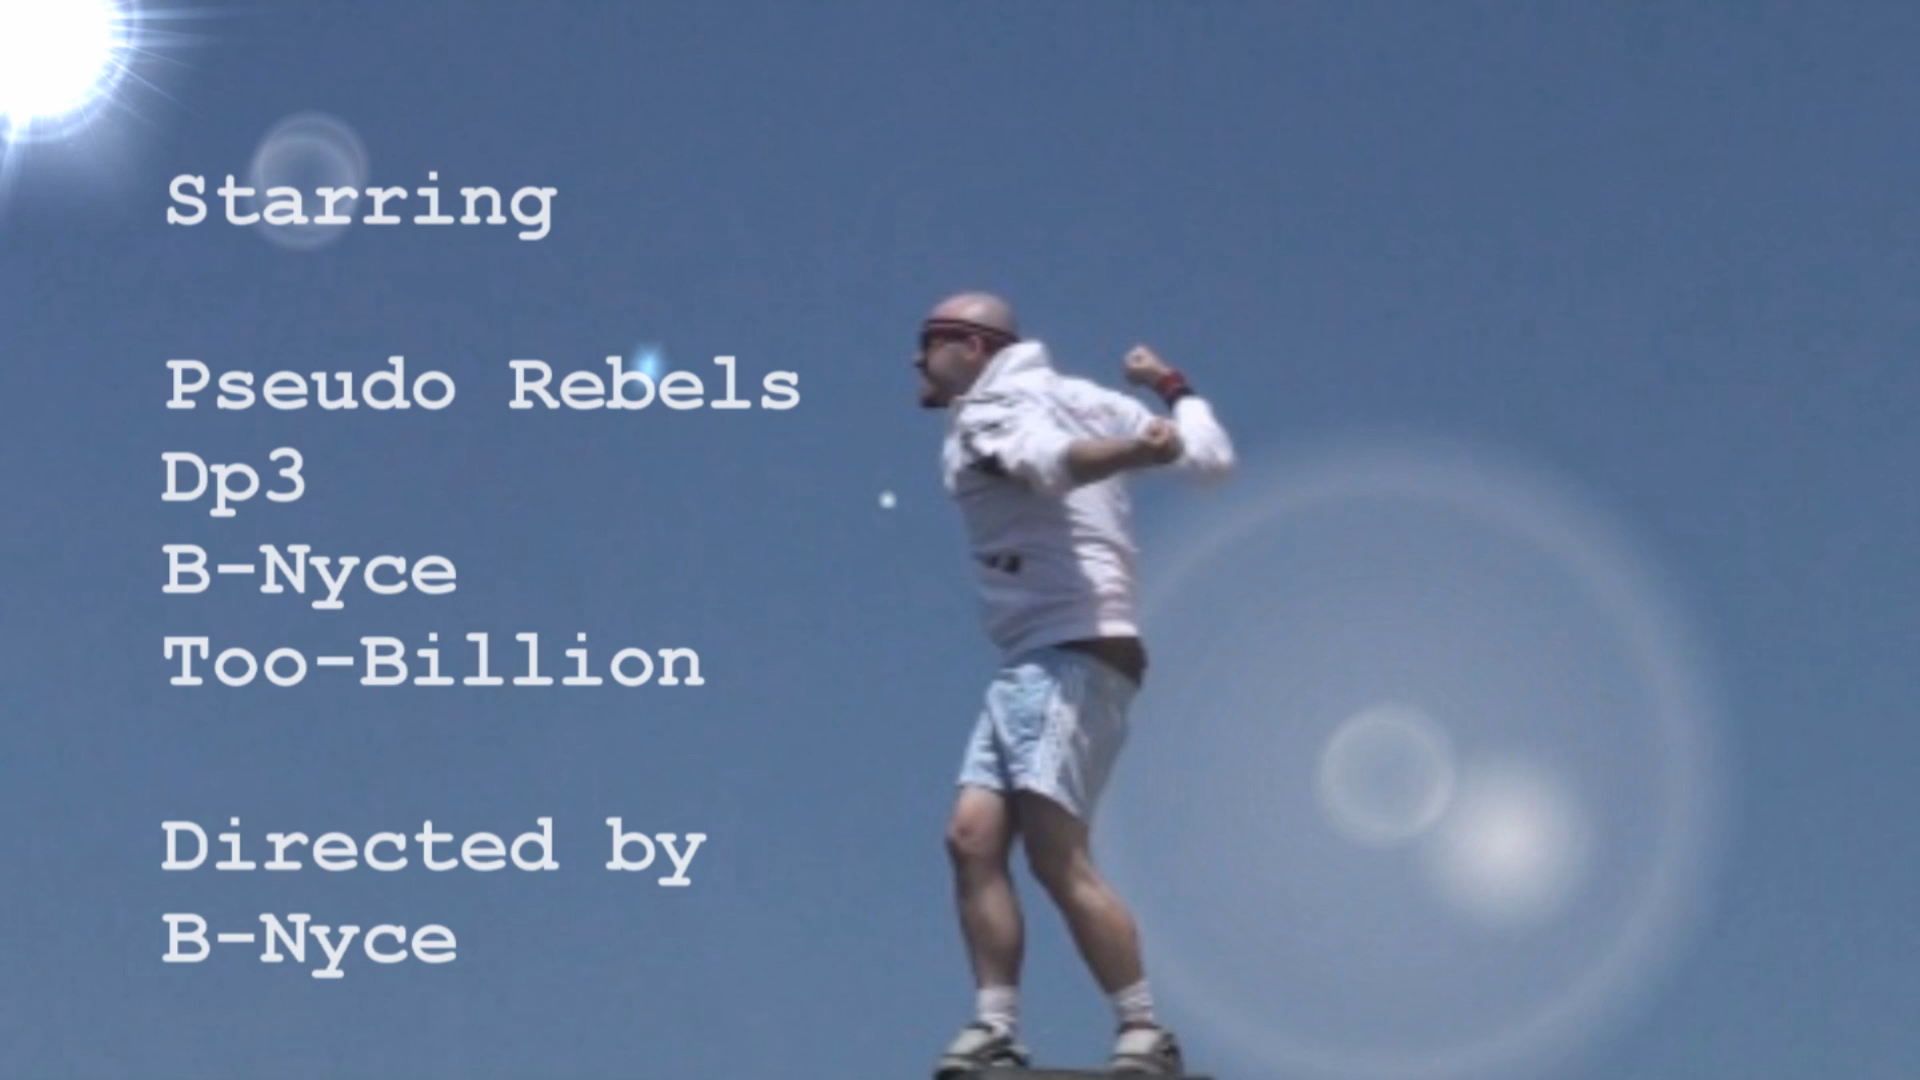 Starring
Pseudo Rebels
Dp3
B-Nyce
Too-Billion
Directed by
B-Nyce